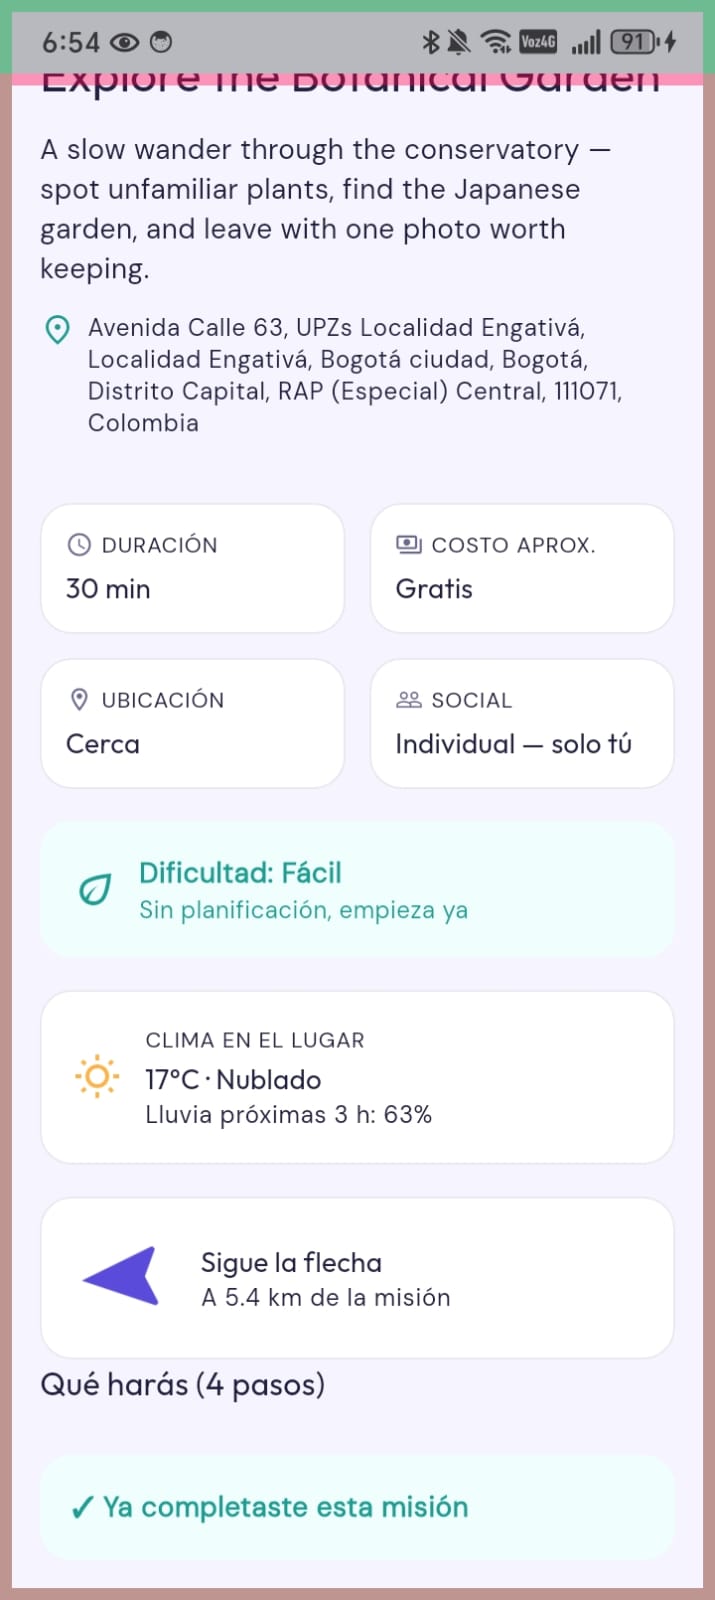 6:54
Voz4G
91
Explore the Botanical Garden
A slow wander through the conservatory —
spot unfamiliar plants, find the Japanese
garden, and leave with one photo worth
keeping.
Avenida Calle 63, UPZs Localidad Engativá,
Localidad Engativá, Bogotá ciudad, Bogotá,
Distrito Capital, RAP (Especial) Central, 111071,
Colombia
DURACIÓN
30 min
COSTO APROX.
Gratis
UBICACIÓN
Cerca
SOCIAL
Individual — solo tú
Dificultad: Fácil
Sin planificación, empieza ya
CLIMA EN EL LUGAR
17°C · Nublado
Lluvia próximas 3 h: 63%
Sigue la flecha
A 5.4 km de la misión
Qué harás (4 pasos)
✓ Ya completaste esta misión